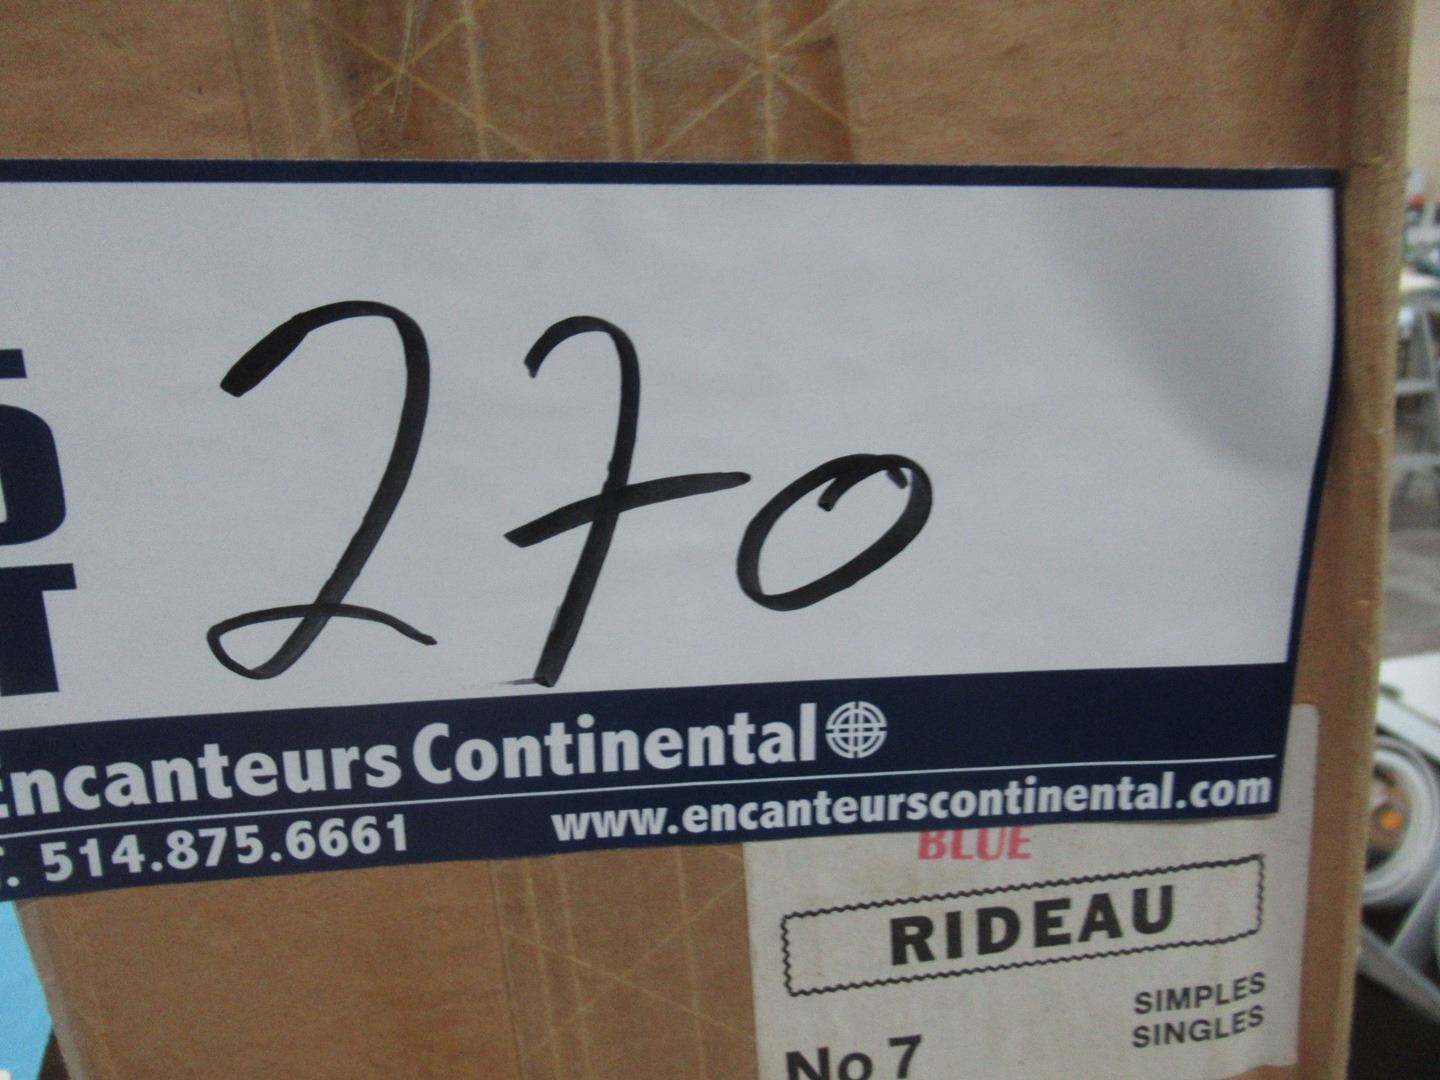 270
Encanteurs Continental
T. 514.875.6661
www.encanteurscontinental.com
BLUE
RIDEAU
SIMPLES
SINGLES
No 7